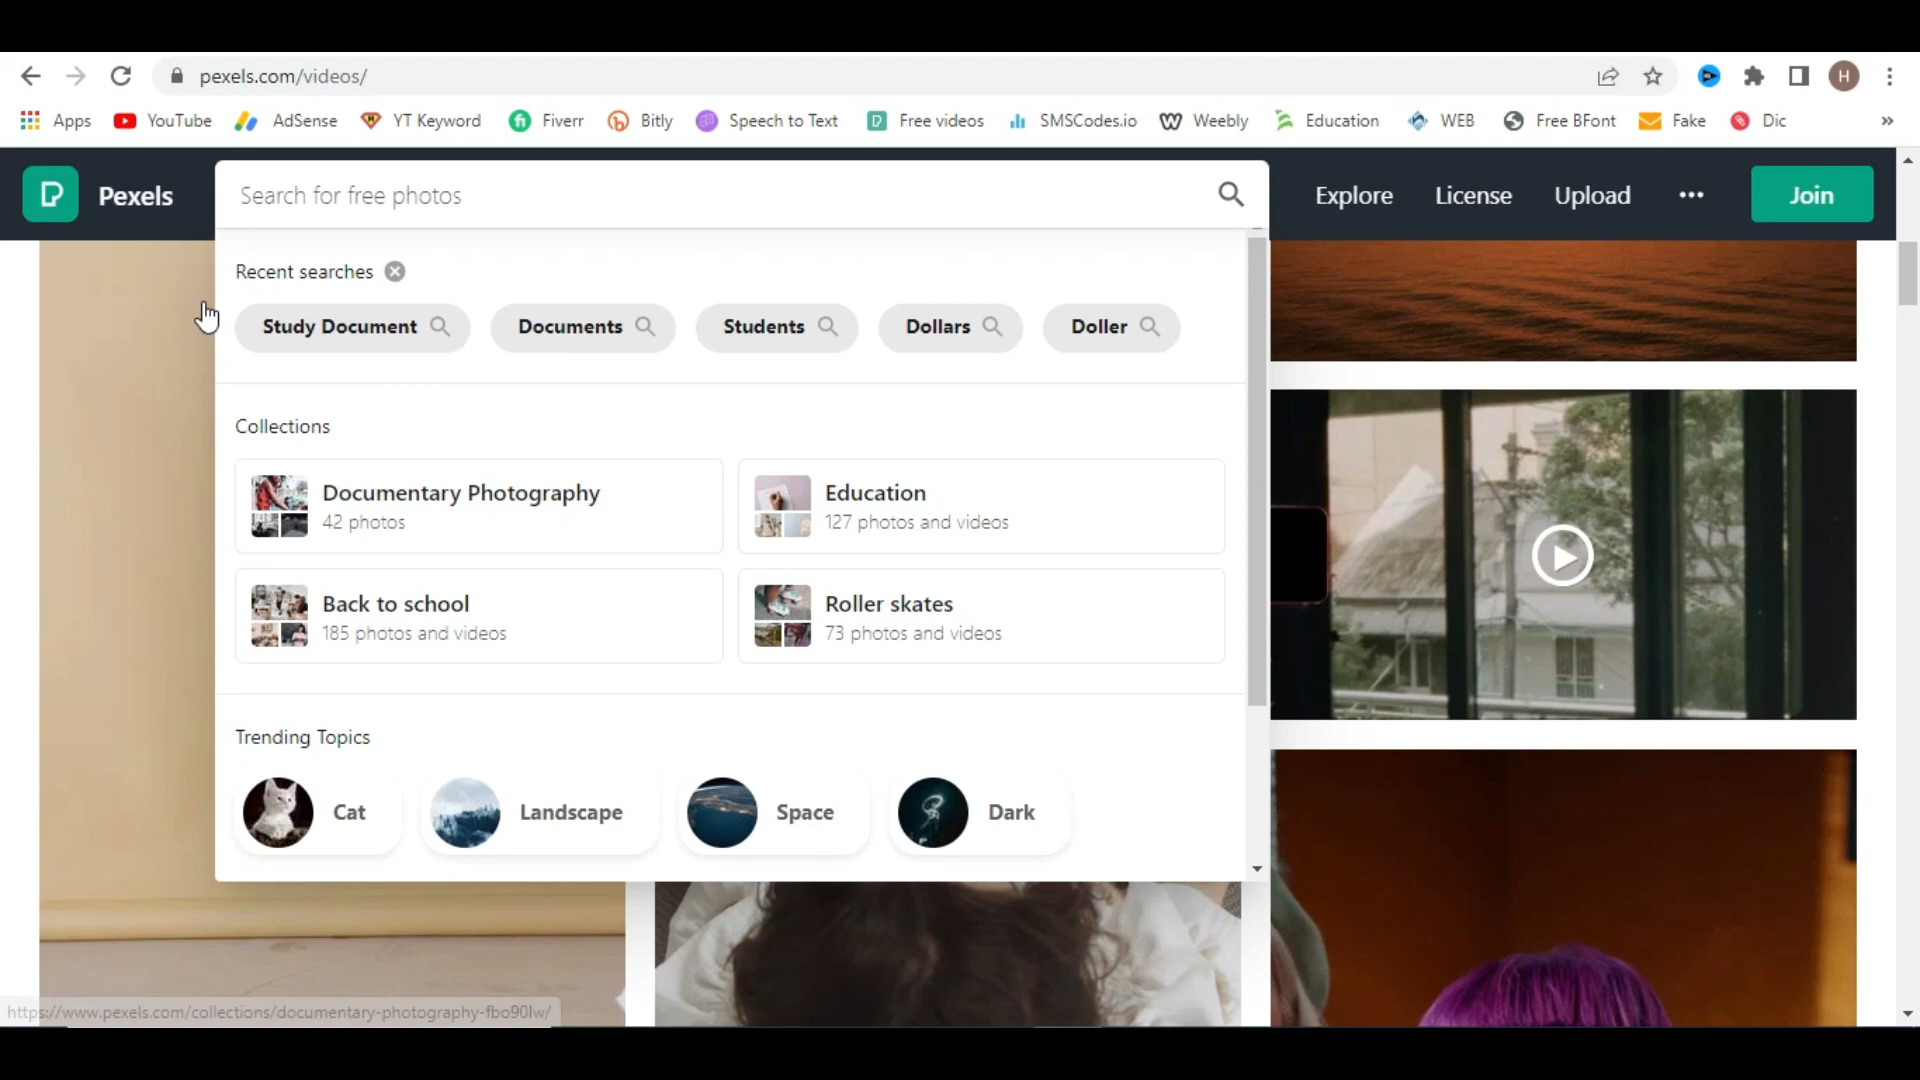 pexels.com/videos/
H
Apps YouTube AdSense YT Keyword Fiverr Bitly Speech to Text Free videos SMSCodes.io Weebly Education WEB Free BFont Fake Dic »
Pexels Search for free photos Explore License Upload ••• Join
Recent searches
Study Document Documents Students Dollars Doller
Collections
Documentary Photography
42 photos
Education
127 photos and videos
Back to school
185 photos and videos
Roller skates
73 photos and videos
Trending Topics
Cat Landscape Space Dark
https://www.pexels.com/collections/documentary-photography-fbo90lw/